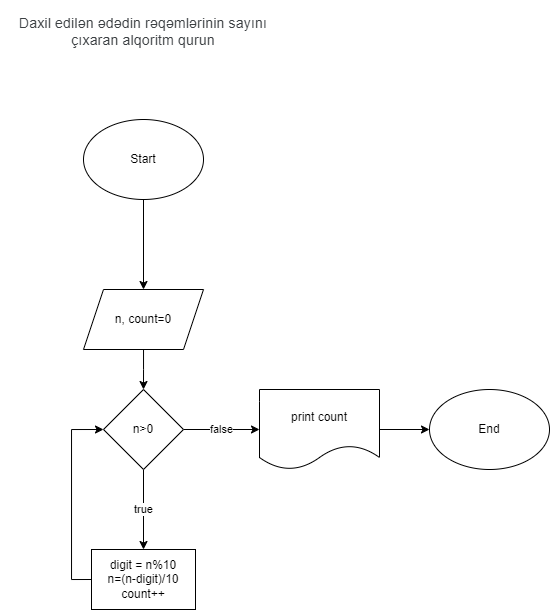 Daxil edilən ədədin rəqəmlərinin sayını
çıxaran alqoritm qurun
Start
n, count=0
n>0
false
print count
End
true
digit = n%10
n=(n-digit)/10
count++